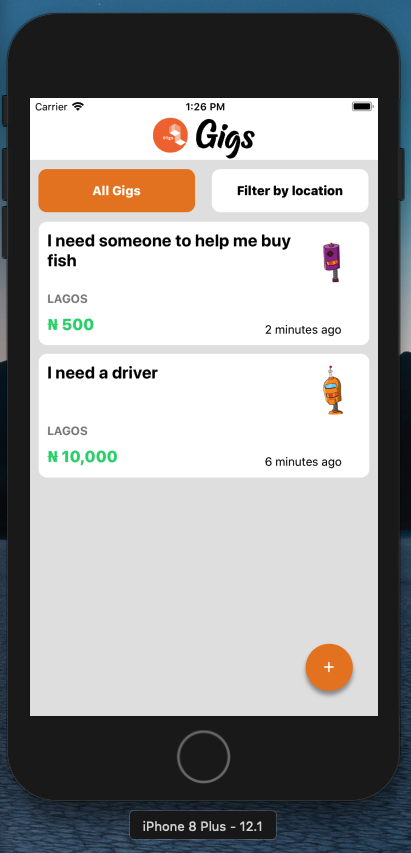 Carrier 1:26 PM
Gigs
All Gigs Filter by location
I need someone to help me buy
fish
LAGOS
₦ 500 2 minutes ago
I need a driver
LAGOS
₦ 10,000 6 minutes ago
+
iPhone 8 Plus - 12.1